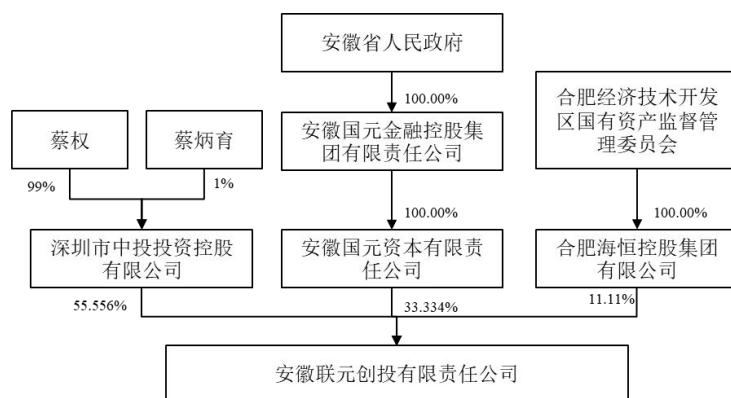 安徽省人民政府
100.00%
合肥经济技术开发
区国有资产监督管
理委员会
蔡权
蔡炳育
安徽国元金融控股集
团有限责任公司
99%
1%
100.00%
100.00%
深圳市中投投资控股
有限公司
安徽国元资本有限责
任公司
合肥海恒控股集团
有限公司
55.556%
33.334%
11.11%
安徽联元创投有限责任公司